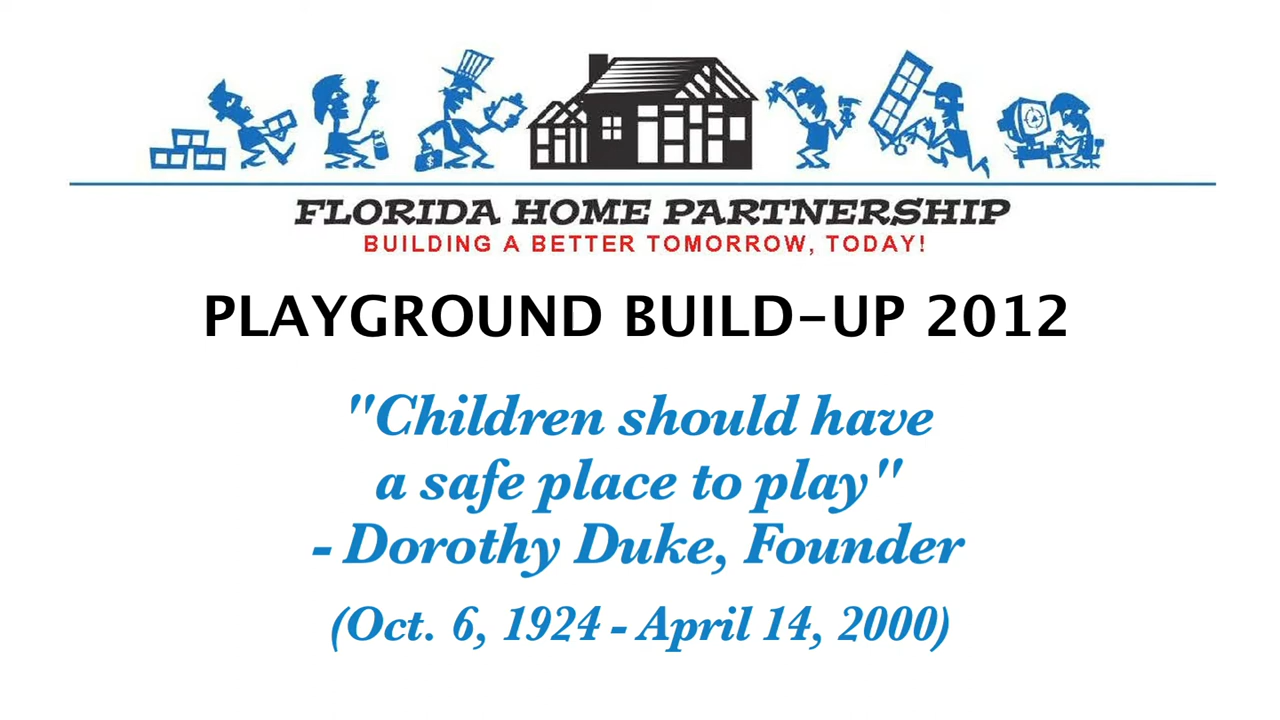 FLORIDA HOME PARTNERSHIP
BUILDING A BETTER TOMORROW, TODAY!
PLAYGROUND BUILD-UP 2012
"Children should have
a safe place to play"
- Dorothy Duke, Founder
(Oct. 6, 1924 - April 14, 2000)